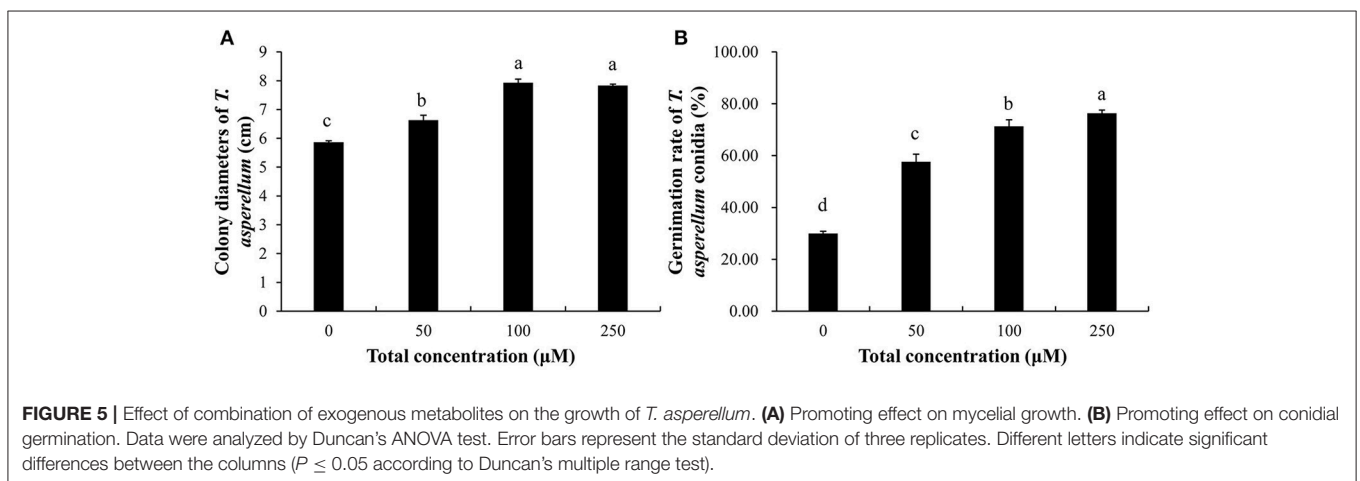 A
9
8
7
6
5
4
3
2
1
0
Colony diameters of T.
asperellum (cm)
c
b
a
a
0
50
100
250
Total concentration (μM)
B
100.00
80.00
60.00
40.00
20.00
0.00
Gernimation rate of T.
asperellum conidia (%)
d
c
b
a
0
50
100
250
Total concentration (μM)
FIGURE 5 | Effect of combination of exogenous metabolites on the growth of T. asperellum. (A) Promoting effect on mycelial growth. (B) Promoting effect on conidial
germination. Data were analyzed by Duncan's ANOVA test. Error bars represent the standard deviation of three replicates. Different letters indicate significant
differences between the columns (P ≤ 0.05 according to Duncan's multiple range test).